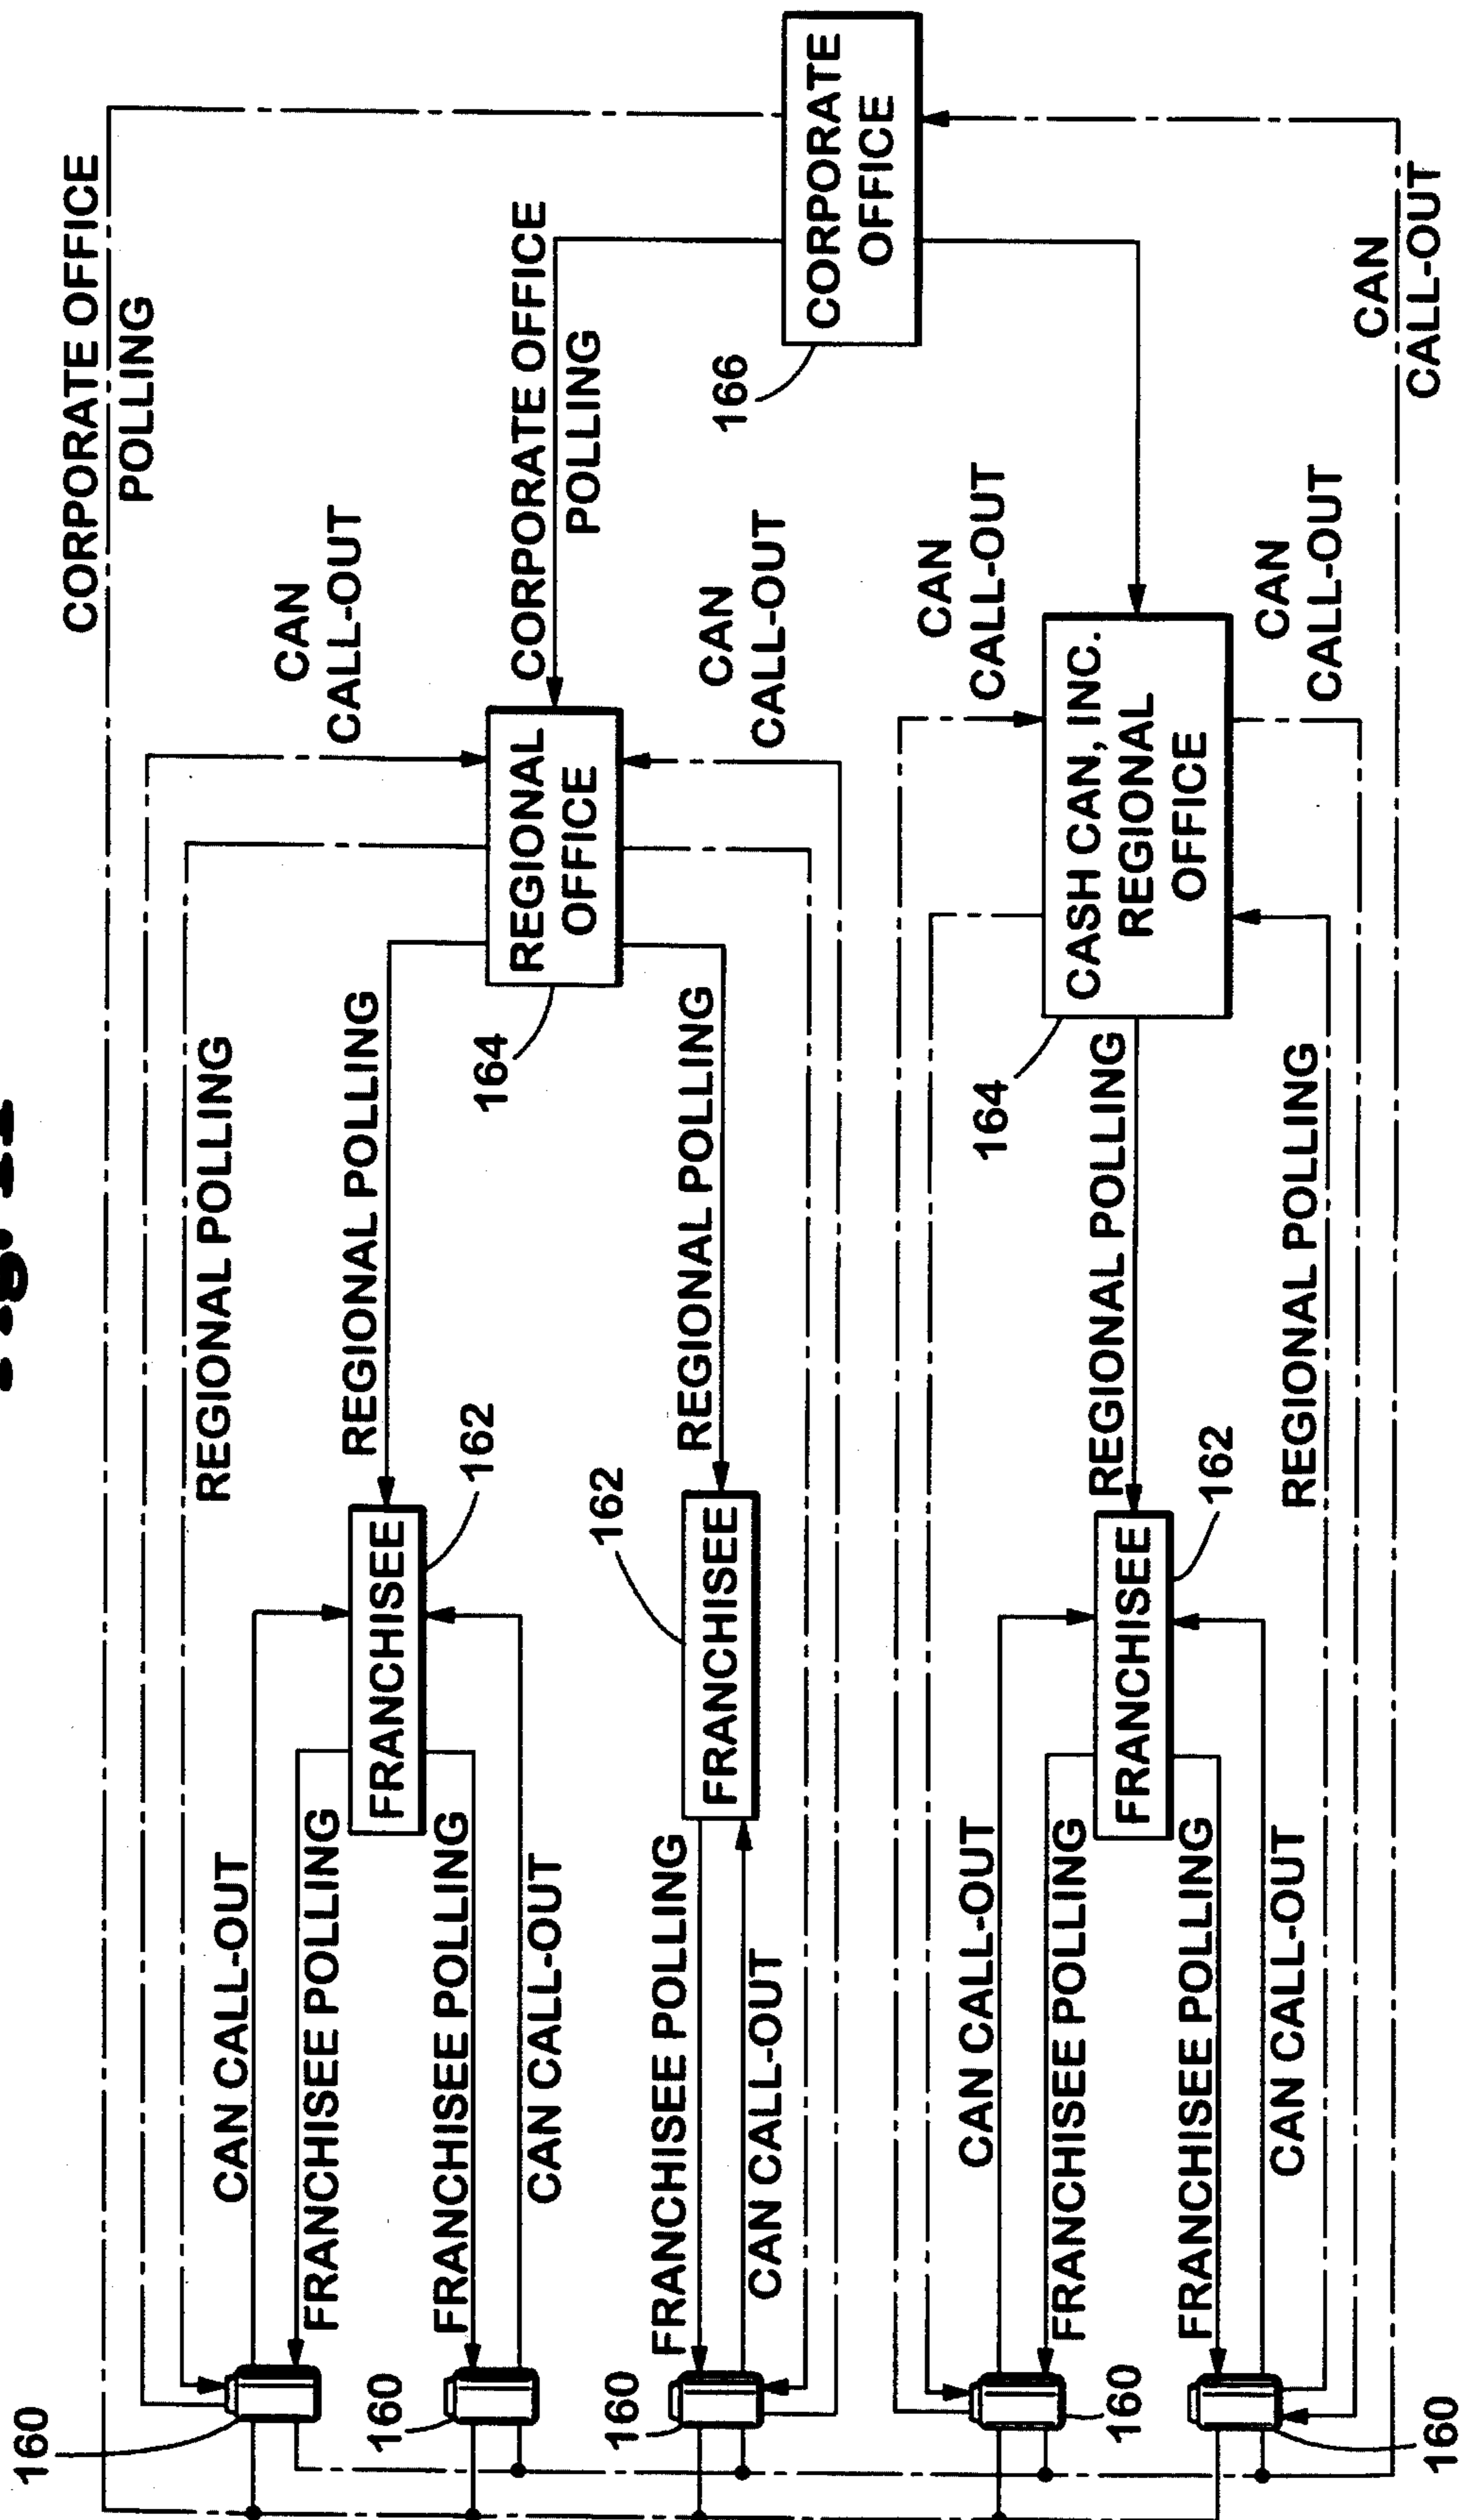 160
CORPORATE OFFICE
POLLING
CAN CALL-OUT
REGIONAL POLLING
CAN
CALL-OUT
FRANCHISEE POLLING
REGIONAL POLLING
160
FRANCHISEE
FRANCHISEE POLLING
162
164
CAN CALL-OUT
REGIONAL
OFFICE
CORPORATE OFFICE
POLLING
160
162
FRANCHISEE POLLING
REGIONAL POLLING
FRANCHISEE
CAN
CALL-OUT
CAN CALL-OUT
166
CORPORATE
OFFICE
CAN
CALL-OUT
CAN CALL-OUT
164
FRANCHISEE POLLING
CASH CAN, INC.
REGIONAL
OFFICE
160
FRANCHISEE
REGIONAL POLLING
FRANCHISEE POLLING
162
CAN CALL-OUT
REGIONAL POLLING
CAN
CALL-OUT
CAN
CALL-OUT
160